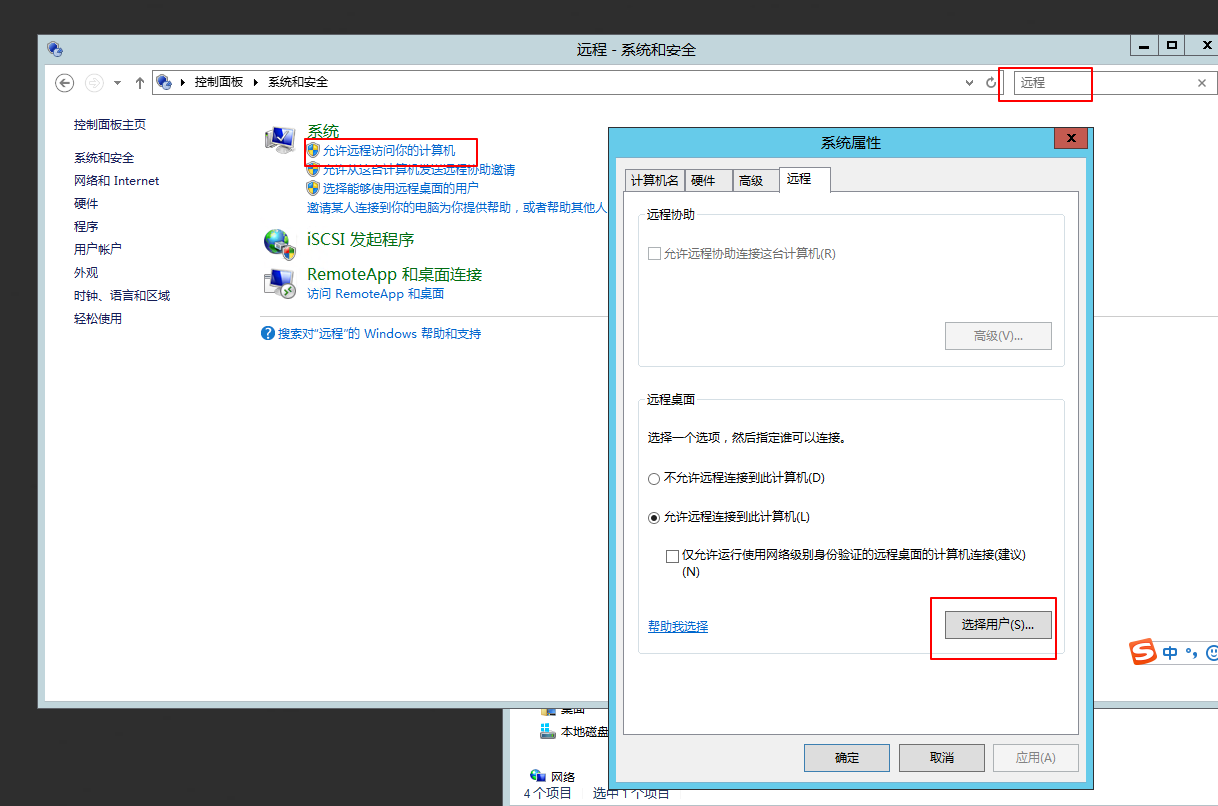 远程 - 系统和安全
控制面板 系统和安全
远程
控制面板主页
系统和安全
网络和 Internet
硬件
程序
用户帐户
外观
时钟、语言和区域
轻松使用
系统
允许远程访问你的计算机
允许从这台计算机发送远程协助邀请
选择能够使用远程桌面的用户
邀请某人连接到你的电脑为你提供帮助，或者帮助其他人
iSCSI 发起程序
RemoteApp 和桌面连接
访问 RemoteApp 和桌面
搜索对"远程"的 Windows 帮助和支持
系统属性
计算机名 硬件 高级 远程
远程协助
允许远程协助连接这台计算机(R)
高级(V)...
远程桌面
选择一个选项，然后指定谁可以连接。
不允许远程连接到此计算机(D)
允许远程连接到此计算机(L)
仅允许运行使用网络级别身份验证的远程桌面的计算机连接(建议)
(N)
帮助我选择
选择用户(S)...
确定 取消 应用(A)
S 中 °,
桌面
本地磁盘
网络
4 个项目 选中 1 个项目